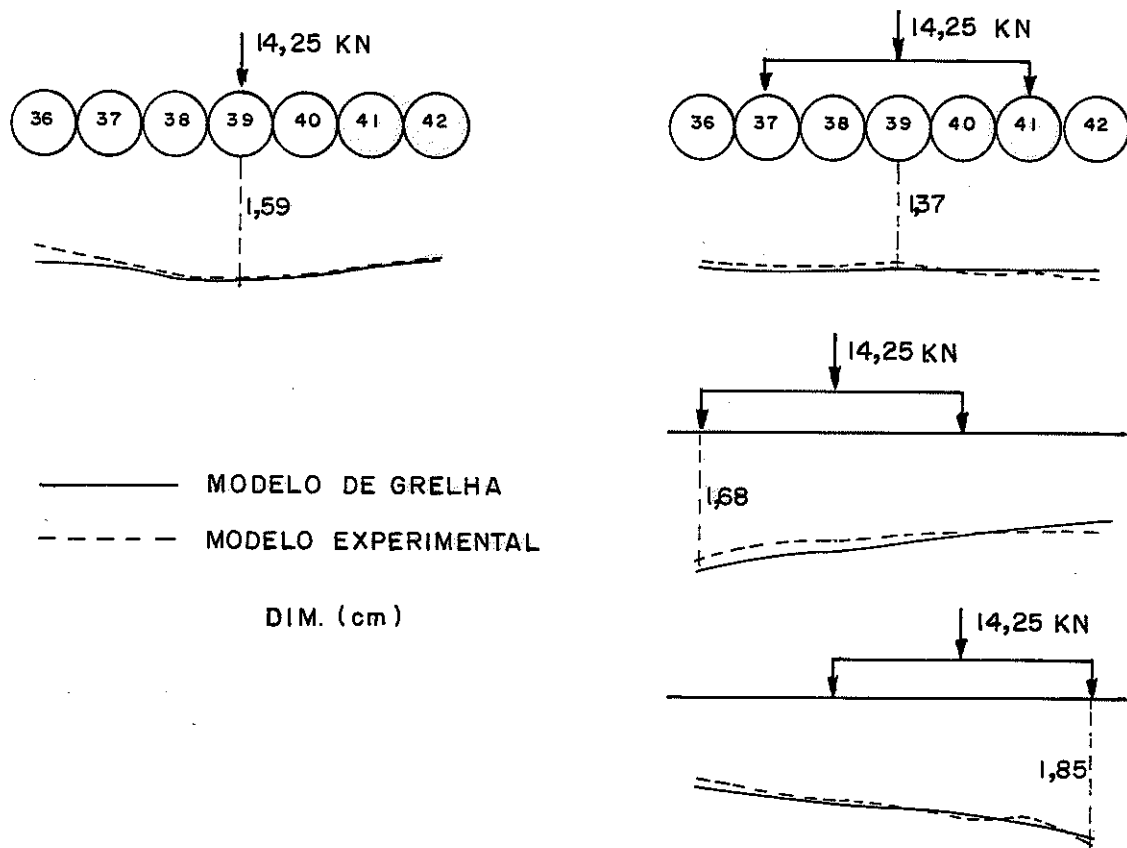 14,25 KN
36 37 38 39 40 41 42
1,59
14,25 KN
36 37 38 39 40 41 42
1,37
14,25 KN
1,68
MODELO DE GRELHA
MODELO EXPERIMENTAL
DIM. (cm)
14,25 KN
1,85